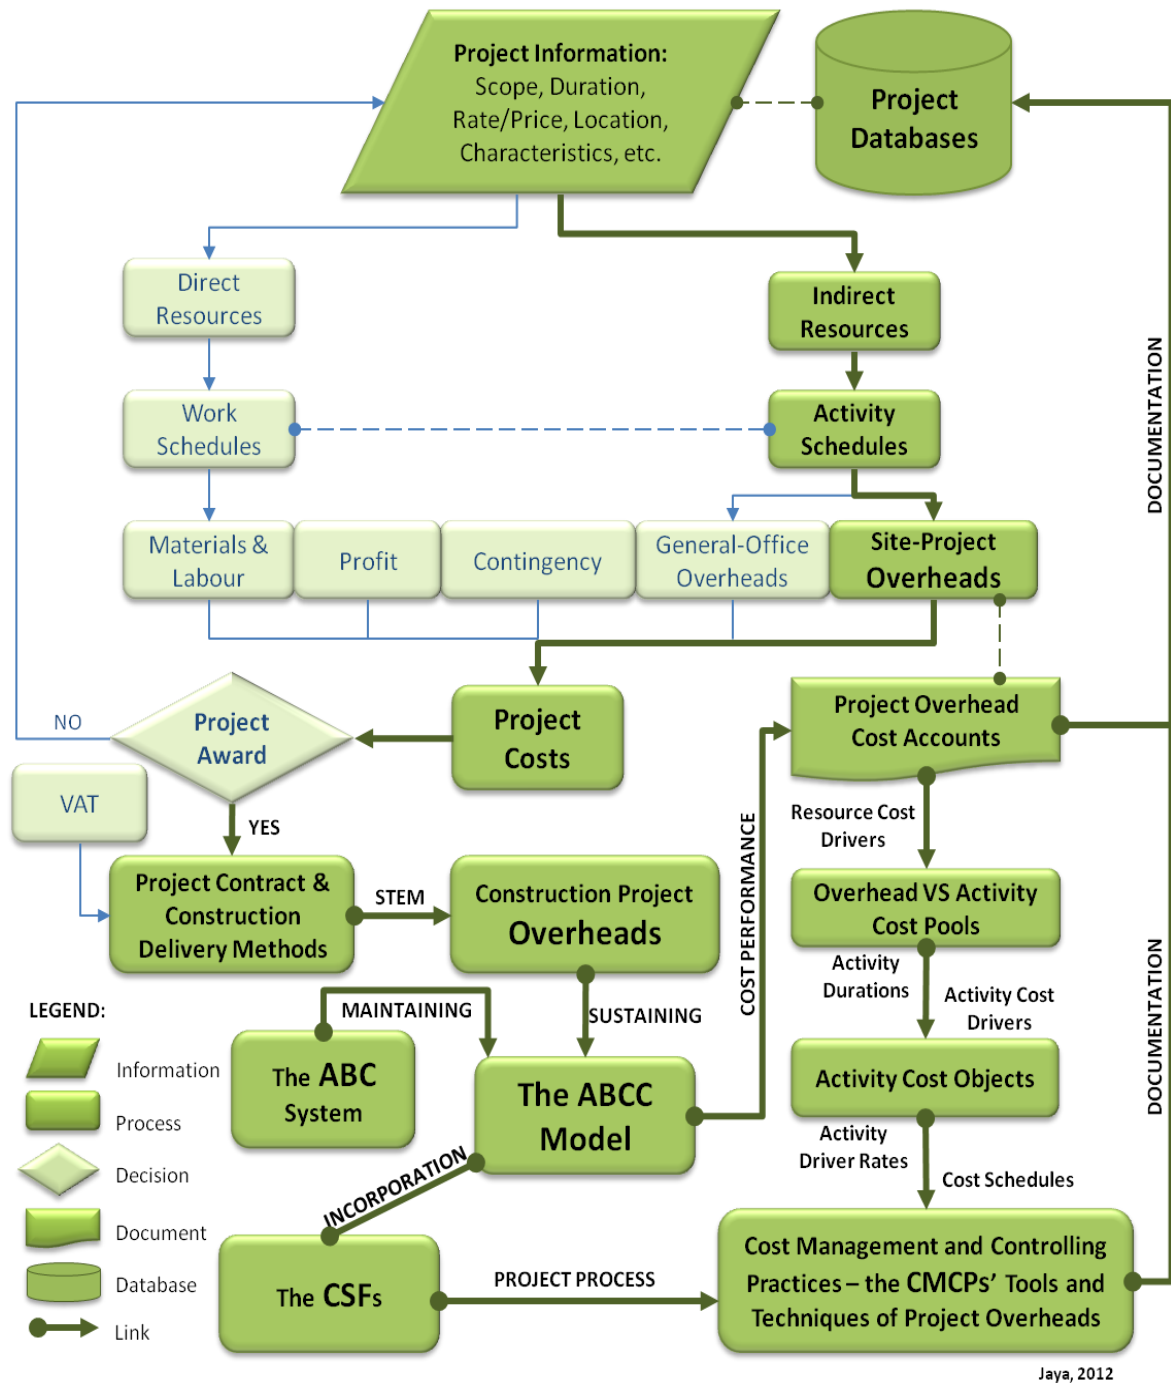 Project Information:
Scope, Duration,
Rate/Price, Location,
Characteristics, etc.
Project
Databases
Direct
Resources
Indirect
Resources
DOCUMENTATION
Work
Schedules
Activity
Schedules
Materials &
Labour
Profit
Contingency
General-Office
Overheads
Site-Project
Overheads
NO
Project
Award
Project
Costs
Project Overhead
Cost Accounts
VAT
YES
Resource Cost
Drivers
COST PERFORMANCE
Project Contract &
Construction
Delivery Methods
STEM
Construction Project
Overheads
Overhead VS Activity
Cost Pools
Activity
Durations
Activity Cost
Drivers
DOCUMENTATION
LEGEND:
Information
Process
Decision
Document
Database
Link
MAINTAINING
SUSTAINING
The ABC
System
The ABCC
Model
Activity Cost Objects
Activity
Driver Rates
Cost Schedules
INCORPORATION
The CSFs
PROJECT PROCESS
Cost Management and Controlling
Practices – the CMCPs' Tools and
Techniques of Project Overheads
Jaya, 2012